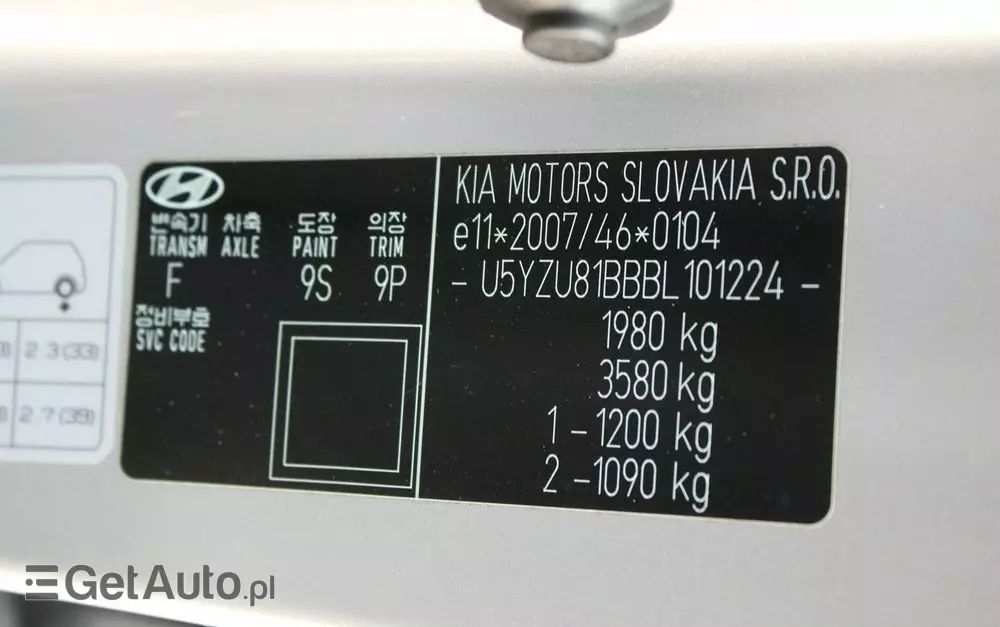 변속기 차축 도장 의장
TRANSM AXLE PAINT TRIM
F 9S 9P
정비부호
SVC CODE
KIA MOTORS SLOVAKIA S.R.O.
e11*2007/46*0104
- U5YZU81BBBL101224 -
1980 kg
3580 kg
1 - 1200 kg
2 - 1090 kg
2.3(33)
2.7(39)
GetAuto.pl